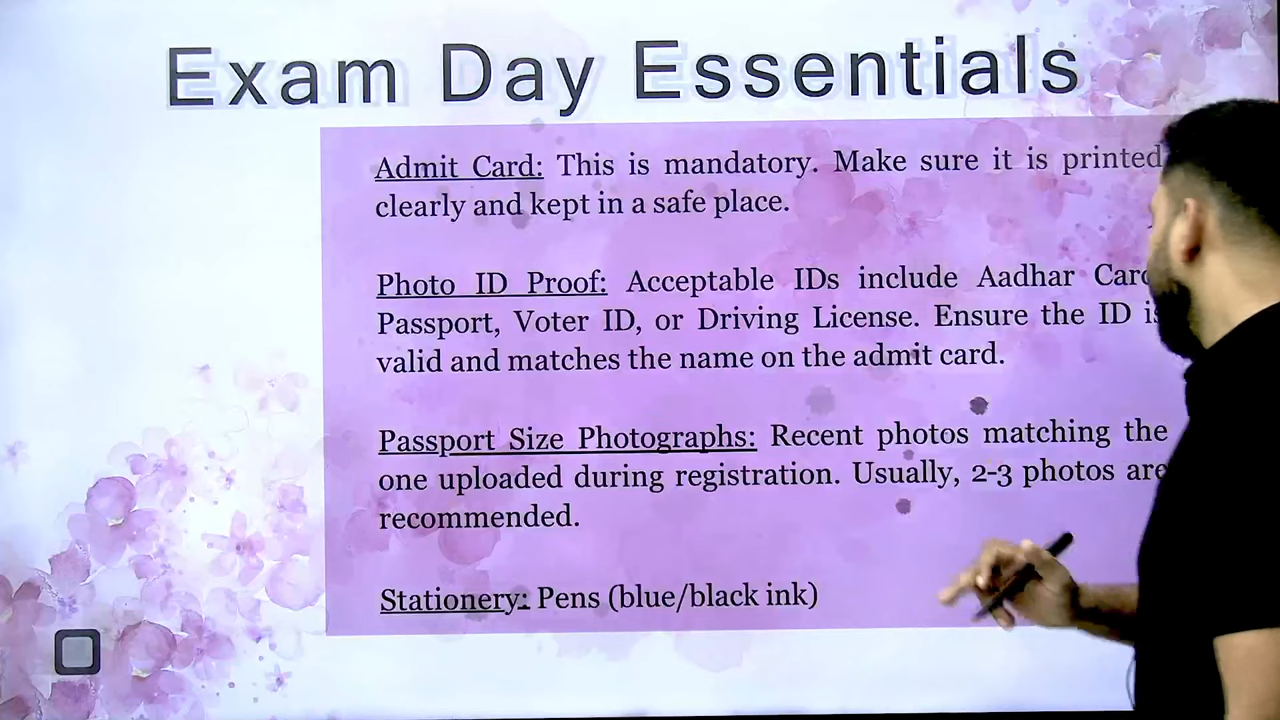 Exam Day Essentials
Admit Card: This is mandatory. Make sure it is printed
clearly and kept in a safe place.
Photo ID Proof: Acceptable IDs include Aadhar Card
Passport, Voter ID, or Driving License. Ensure the ID is
valid and matches the name on the admit card.
Passport Size Photographs: Recent photos matching the
one uploaded during registration. Usually, 2-3 photos are
recommended.
Stationery: Pens (blue/black ink)